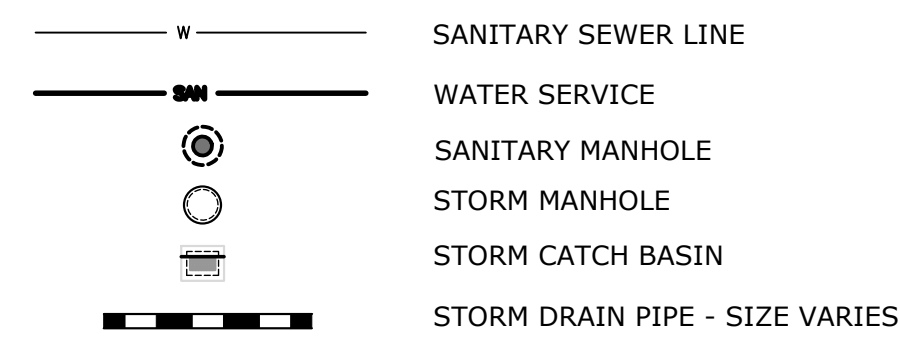 W SANITARY SEWER LINE
SAN WATER SERVICE
SANITARY MANHOLE
STORM MANHOLE
STORM CATCH BASIN
STORM DRAIN PIPE - SIZE VARIES